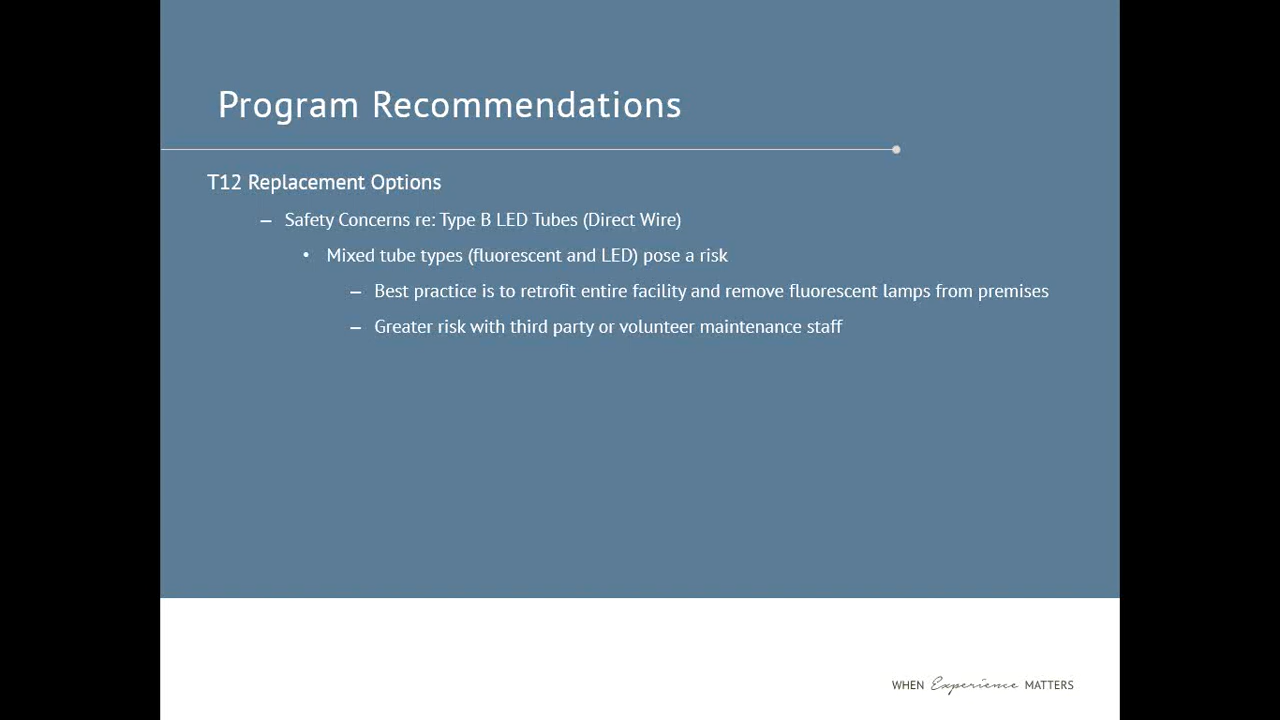 Program Recommendations
T12 Replacement Options
– Safety Concerns re: Type B LED Tubes (Direct Wire)
• Mixed tube types (fluorescent and LED) pose a risk
– Best practice is to retrofit entire facility and remove fluorescent lamps from premises
– Greater risk with third party or volunteer maintenance staff
WHEN Experience MATTERS